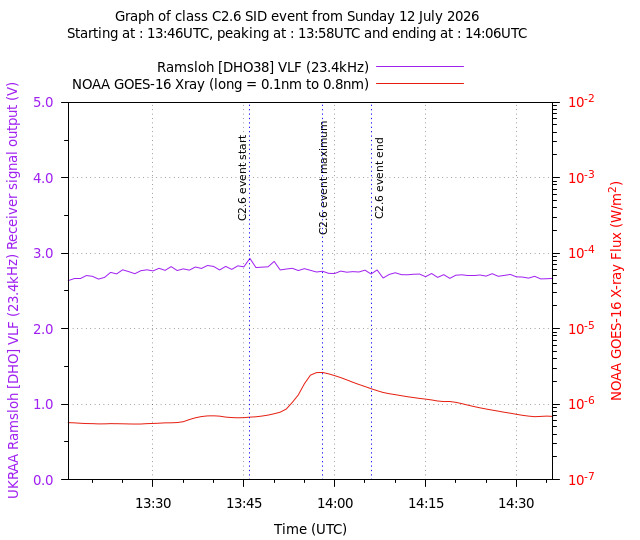 Graph of class C2.6 SID event from Sunday 12 July 2026
Starting at : 13:46UTC, peaking at : 13:58UTC and ending at : 14:06UTC
Ramsloh [DHO38] VLF (23.4kHz)
NOAA GOES-16 Xray (long = 0.1nm to 0.8nm)
UKRAA Ramsloh [DHO] VLF (23.4kHz) Receiver signal output (V)
5.0
4.0
3.0
2.0
1.0
0.0
C2.6 event start
C2.6 event maximum
C2.6 event end
10-2
10-3
10-4
10-5
10-6
10-7
NOAA GOES-16 X-ray Flux (W/m2)
13:30 13:45 14:00 14:15 14:30
Time (UTC)